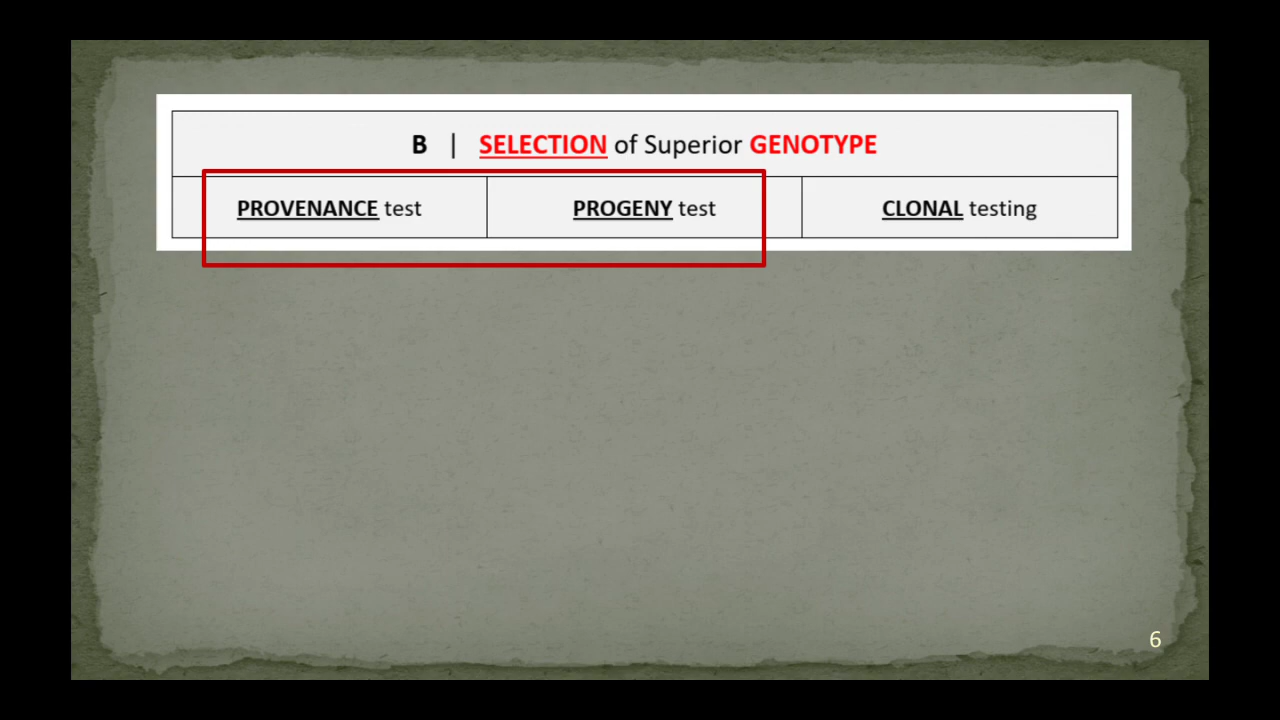 B | SELECTION of Superior GENOTYPE
PROVENANCE test PROGENY test CLONAL testing
6